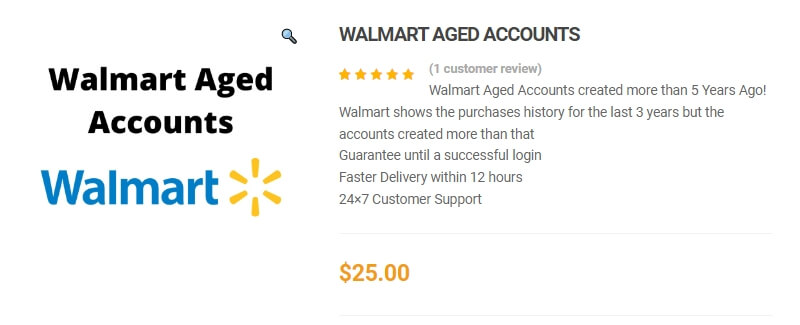 Walmart Aged
Accounts
Walmart
WALMART AGED ACCOUNTS
(1 customer review)
Walmart Aged Accounts created more than 5 Years Ago!
Walmart shows the purchases history for the last 3 years but the
accounts created more than that
Guarantee until a successful login
Faster Delivery within 12 hours
24×7 Customer Support
$25.00